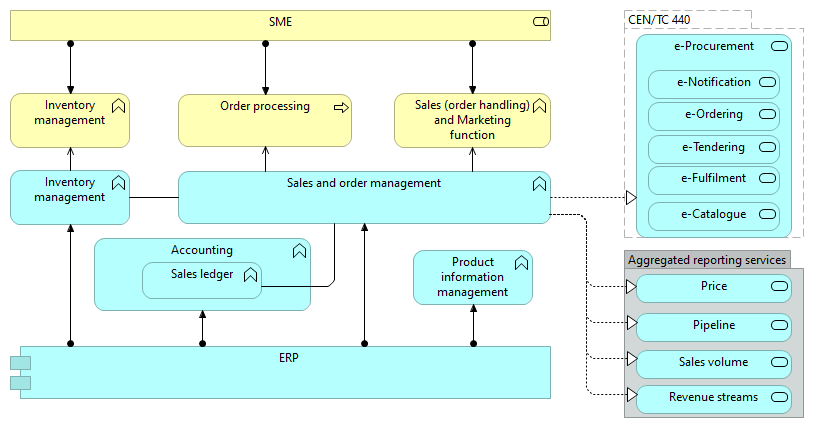 SME
CEN/TC 440
e-Procurement
e-Notification
e-Ordering
e-Tendering
e-Fulfilment
e-Catalogue
Inventory
management
Order processing
Sales (order handling)
and Marketing
function
Inventory
management
Sales and order management
Accounting
Sales ledger
Product
information
management
ERP
Aggregated reporting services
Price
Pipeline
Sales volume
Revenue streams